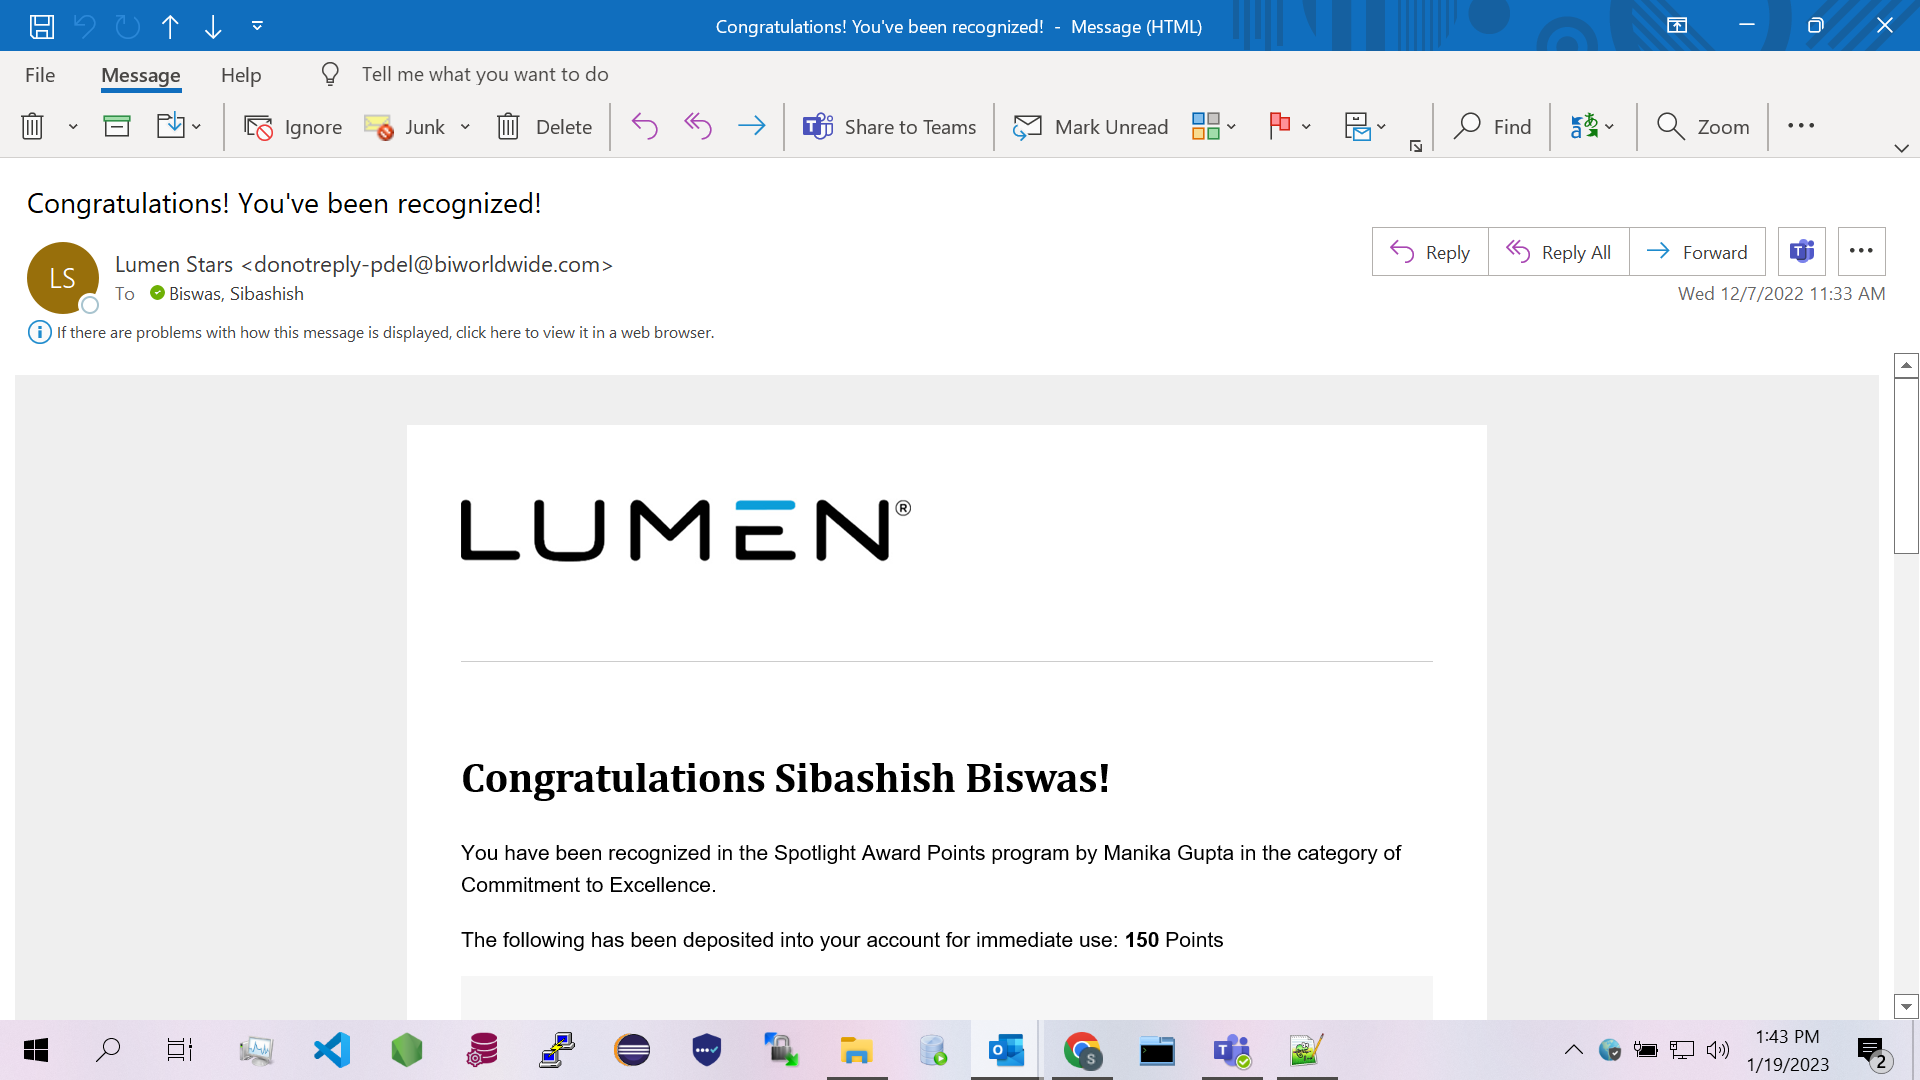 Congratulations! You've been recognized! - Message (HTML)
File Message Help Tell me what you want to do
Ignore Junk Delete Share to Teams Mark Unread Find Zoom
Congratulations! You've been recognized!
LS
Lumen Stars <donotreply-pdel@biworldwide.com>
Reply Reply All Forward
To Biswas, Sibashish
Wed 12/7/2022 11:33 AM
If there are problems with how this message is displayed, click here to view it in a web browser.
LUMEN®
Congratulations Sibashish Biswas!
You have been recognized in the Spotlight Award Points program by Manika Gupta in the category of
Commitment to Excellence.
The following has been deposited into your account for immediate use: 150 Points
1:43 PM
1/19/2023
2